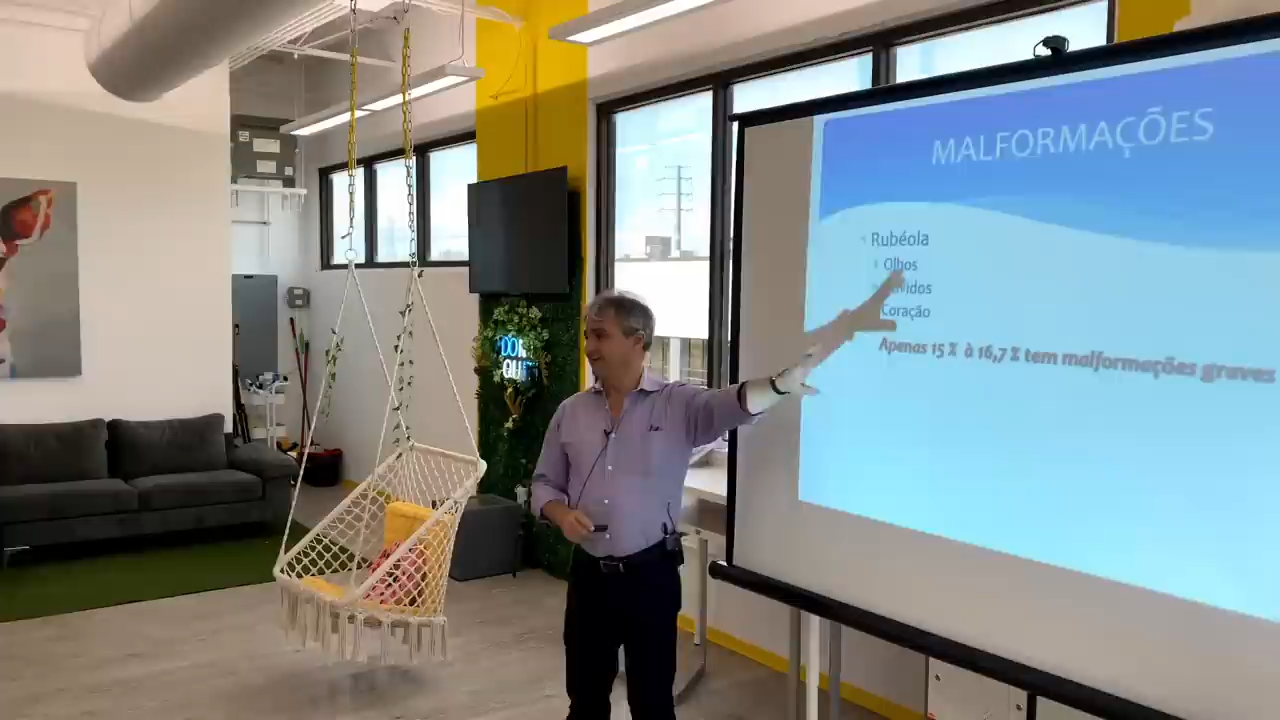 MALFORMAÇÕES
Rubéola
Olhos
Coração
Apenas 15 % à 16,7 % tem malformações graves